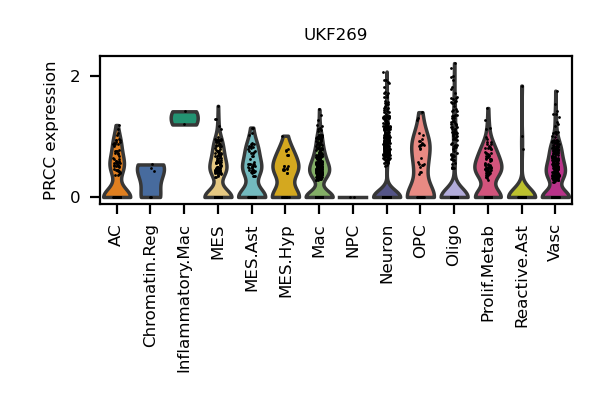 UKF269
PRCC expression
2
0
AC
Chromatin.Reg
Inflammatory.Mac
MES
MES.Ast
MES.Hyp
Mac
NPC
Neuron
OPC
Oligo
Prolif.Metab
Reactive.Ast
Vasc